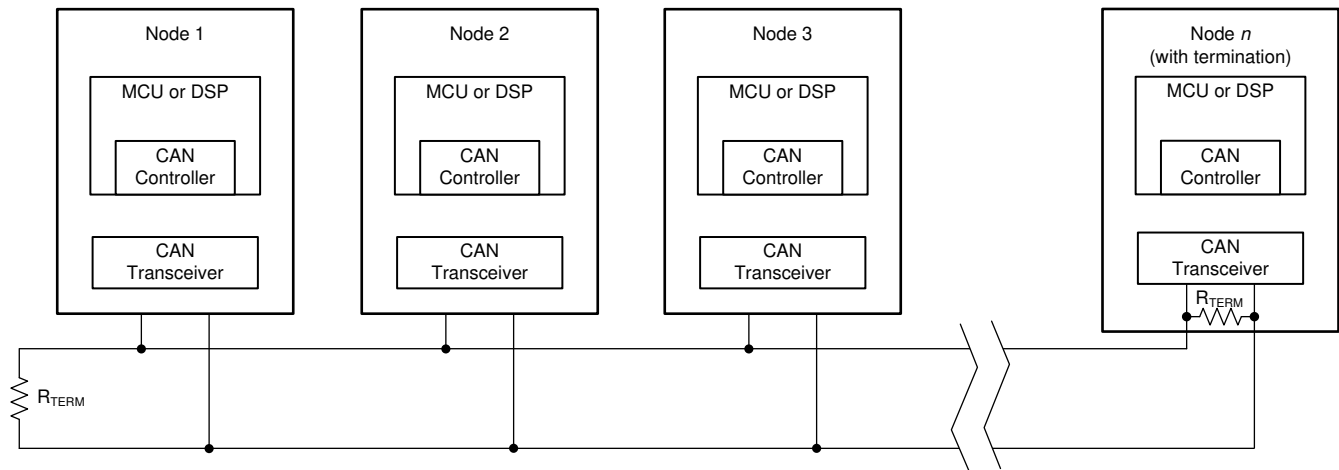 Node 1
MCU or DSP
CAN
Controller
CAN
Transceiver
Node 2
MCU or DSP
CAN
Controller
CAN
Transceiver
Node 3
MCU or DSP
CAN
Controller
CAN
Transceiver
Node n
(with termination)
MCU or DSP
CAN
Controller
CAN
Transceiver
RTERM
RTERM